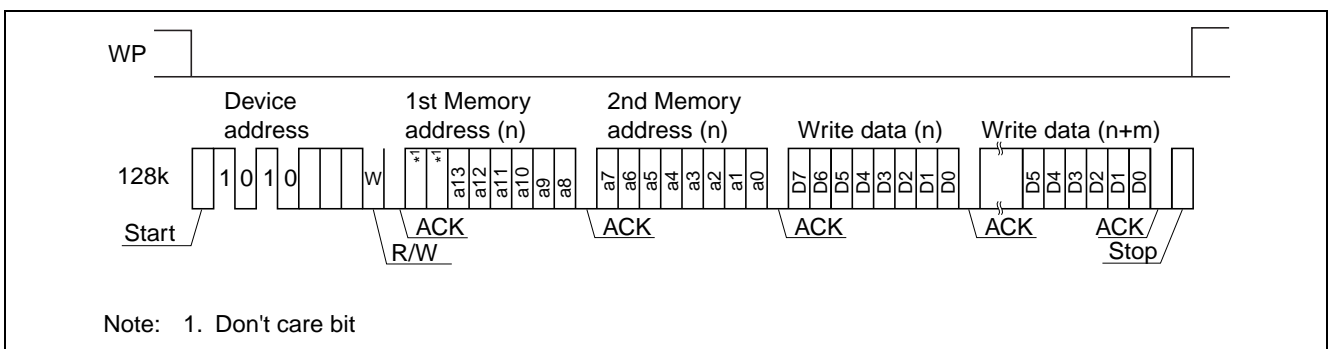 WP
Device address
1st Memory address (n)
2nd Memory address (n)
Write data (n)
Write data (n+m)
128k
1 0 1 0
W
*1 *1 a13 a12 a11 a10 a9 a8
a7 a6 a5 a4 a3 a2 a1 a0
D7 D6 D5 D4 D3 D2 D1 D0
D5 D4 D3 D2 D1 D0
Start
R/W
ACK
ACK
ACK
ACK
ACK
Stop
Note: 1. Don't care bit